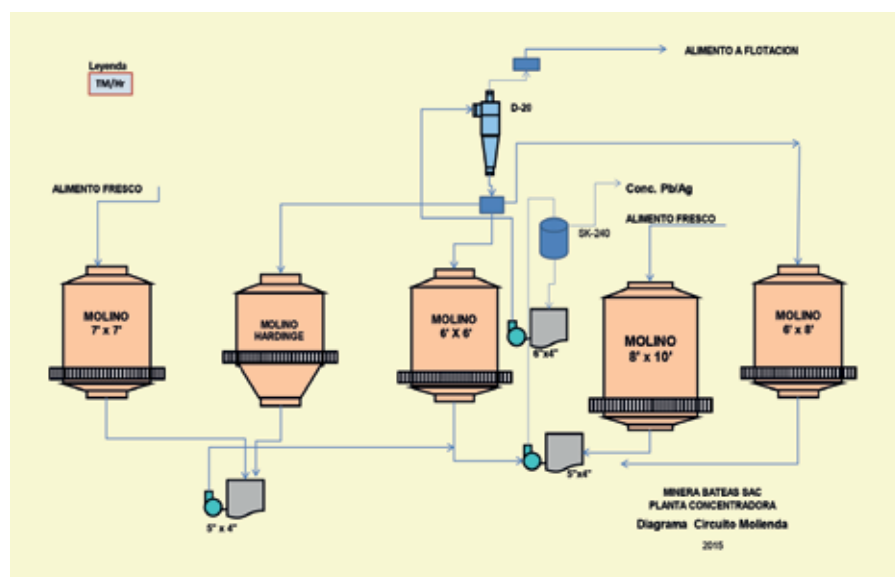 Leyenda
TM/Hr
ALIMENTO A FLOTACION
D-20
ALIMENTO FRESCO
Conc. Pb/Ag
ALIMENTO FRESCO
SK-240
MOLINO
7' x 7'
MOLINO
HARDINGE
MOLINO
6' X 6'
6"x4"
MOLINO
8' x 10'
MOLINO
6' x 8'
5" x 4"
5"x4"
MINERA BATEAS SAC
PLANTA CONCENTRADORA
Diagrama Circuito Molienda
2015